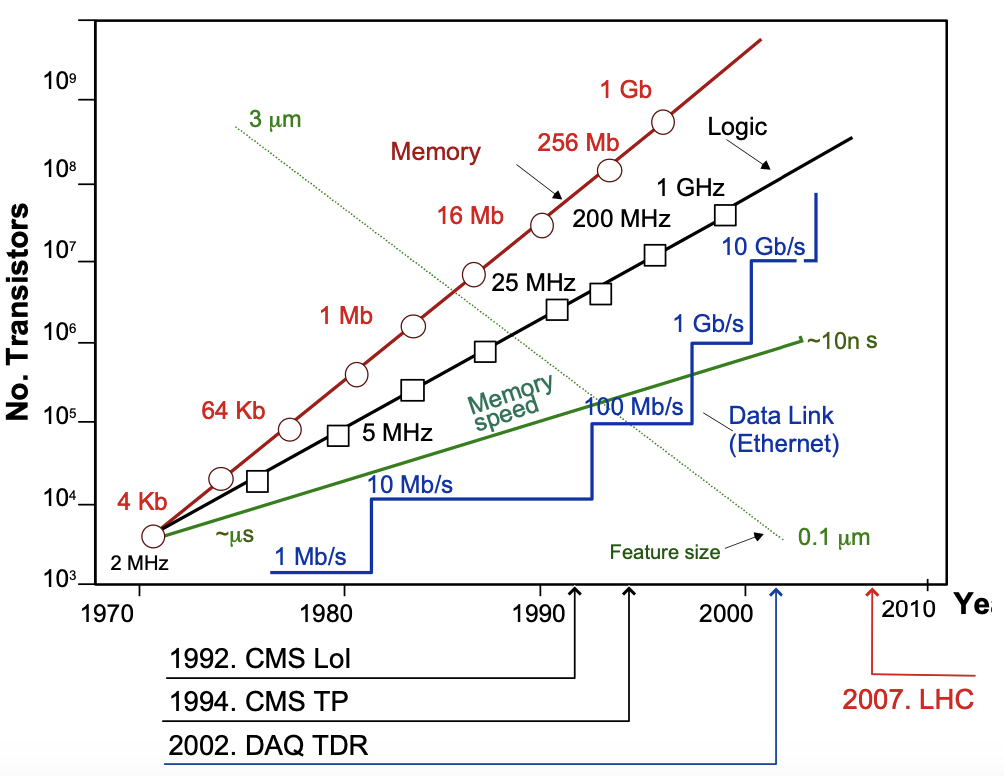 10⁹
3 μm
1 Gb
Memory
256 Mb
Logic
10⁸
1 GHz
16 Mb
200 MHz
10⁷
10 Gb/s
25 MHz
1 Mb
1 Gb/s
10⁶
~10n s
No. Transistors
Memory
speed
64 Kb
100 Mb/s
10⁵
5 MHz
Data Link
(Ethernet)
10 Mb/s
4 Kb
10⁴
~μs
0.1 μm
Feature size
1 Mb/s
2 MHz
10³
1970
1980
1990
2000
2010
Ye
1992. CMS LoI
1994. CMS TP
2007. LHC
2002. DAQ TDR